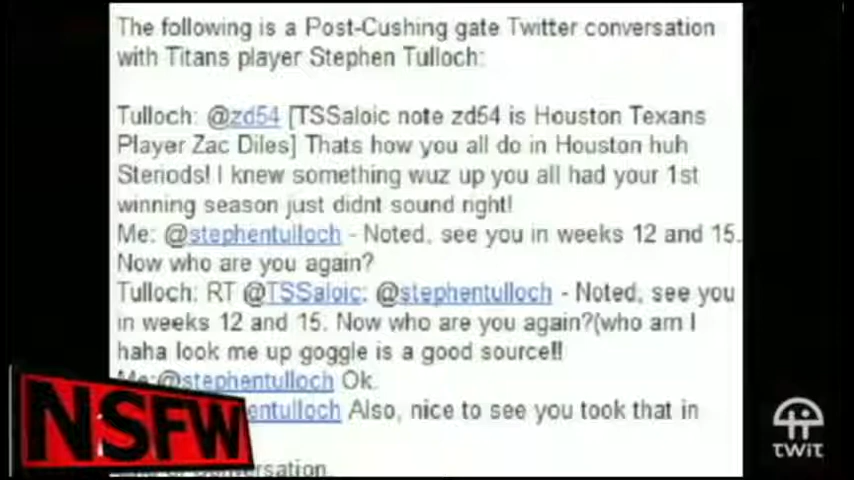 The following is a Post-Cushing gate Twitter conversation
with Titans player Stephen Tulloch:
Tulloch: @zd54 [TSSaloic note zd54 is Houston Texans
Player Zac Diles] Thats how you all do in Houston huh
Steriods! I knew something wuz up you all had your 1st
winning season just didnt sound right!
Me: @stephentulloch - Noted, see you in weeks 12 and 15.
Now who are you again?
Tulloch: RT @TSSaloic: @stephentulloch - Noted, see you
in weeks 12 and 15. Now who are you again?(who am I
haha look me up goggle is a good source!!
Me:@stephentulloch Ok.
entulloch Also, nice to see you took that in
Conversation.
NSFW
TWiT